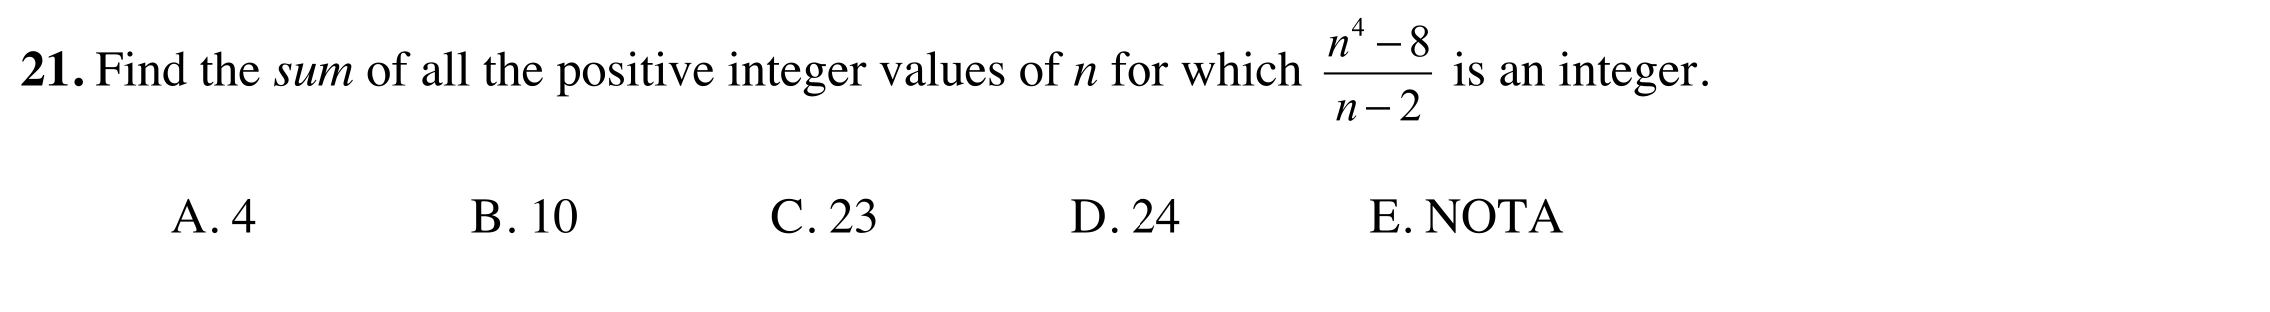 21. Find the sum of all the positive integer values of n for which \frac{n^4 - 8}{n - 2} is an integer.
A. 4 B. 10 C. 23 D. 24 E. NOTA